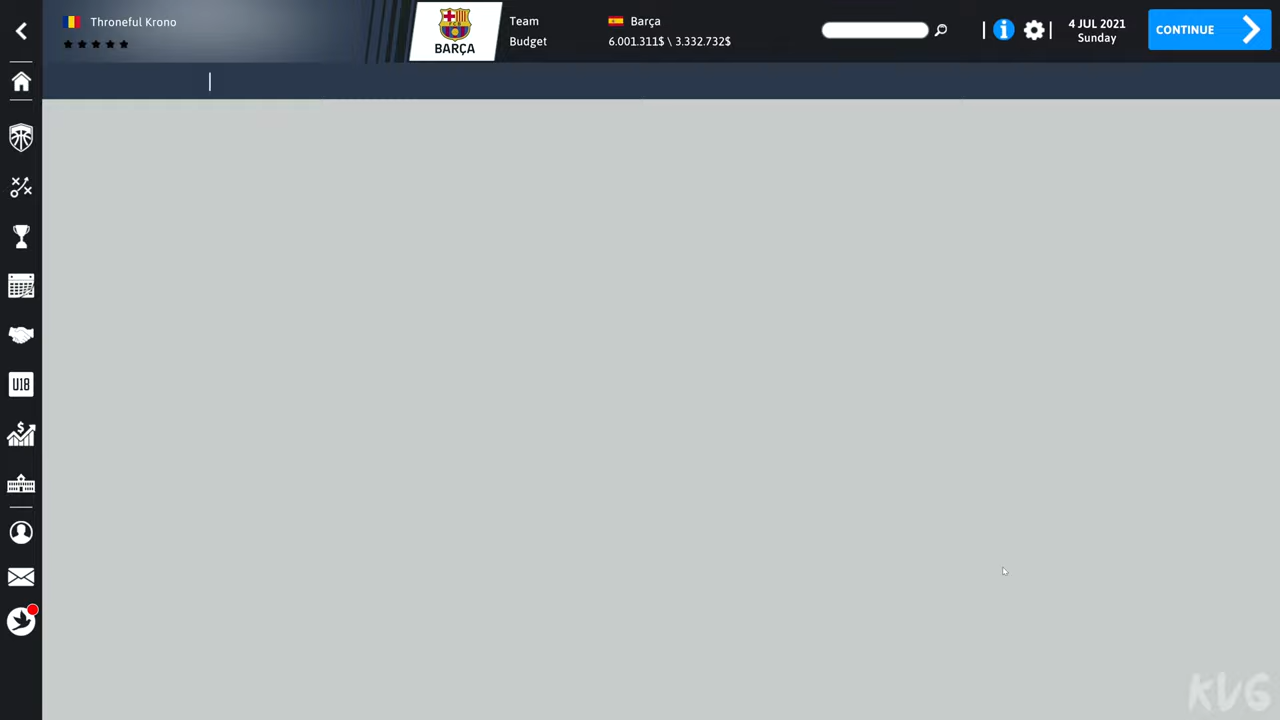 Throneful Krono
FCB
BARÇA
Team
Barça
Budget
6.001.311$ \ 3.332.732$
4 JUL 2021
Sunday
CONTINUE
U18
KVG